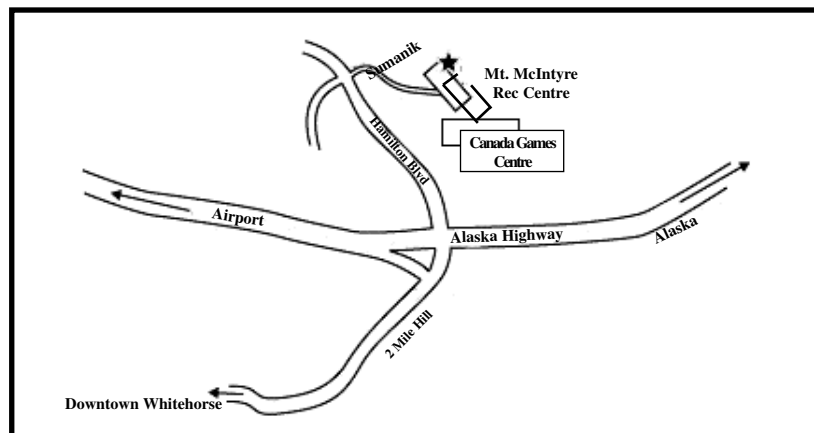 Sumanik
Mt. McIntyre
Rec Centre
Hamilton Blvd
Canada Games
Centre
Airport
Alaska Highway
Alaska
2 Mile Hill
Downtown Whitehorse